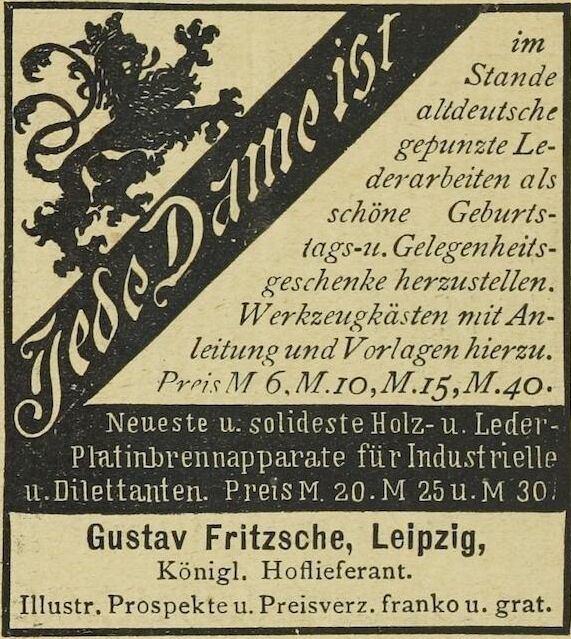 Jede Dame ist
im
Stande
altdeutsche
gepunzte Le-
derarbeiten als
schöne Geburts-
tags-u. Gelegenheits-
geschenke herzustellen.
Werkzeugkästen mit An-
leitung und Vorlagen hierzu.
Preis M 6, M. 10, M. 15, M. 40.
Neueste u. solideste Holz- u. Leder-
Platinbrennapparate für Industrielle
u. Dilettanten. Preis M. 20. M 25 u. M 30.
Gustav Fritzsche, Leipzig,
Königl. Hoflieferant.
Illustr. Prospekte u. Preisverz. franko u. grat.